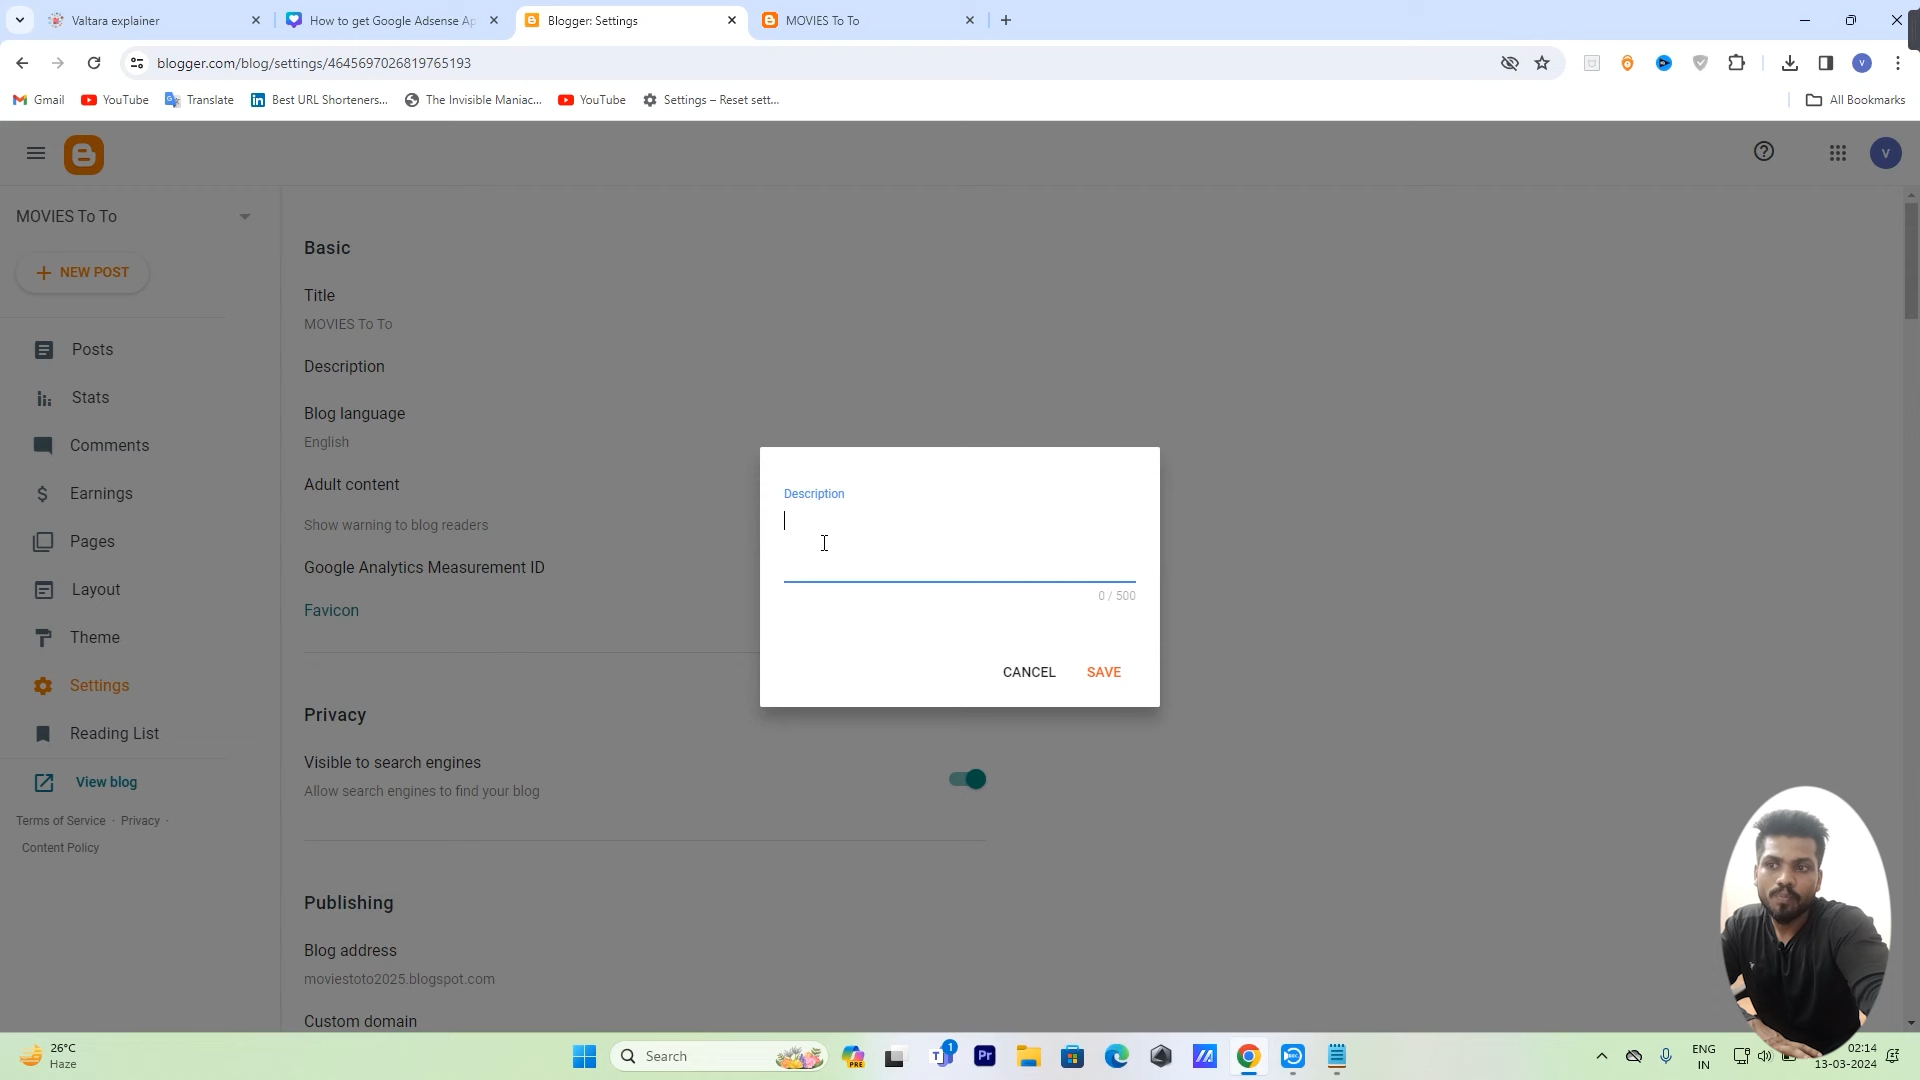 Valtara explainer
How to get Google Adsense Ap
Blogger: Settings
MOVIES To To
blogger.com/blog/settings/4645697026819765193
Gmail
YouTube
Translate
Best URL Shorteners...
The Invisible Maniac...
YouTube
Settings – Reset sett...
All Bookmarks
V
V
MOVIES To To
NEW POST
Posts
Stats
Comments
Earnings
Pages
Layout
Theme
Settings
Reading List
View blog
Terms of Service · Privacy ·
Content Policy
Basic
Title
MOVIES To To
Description
Blog language
English
Adult content
Show warning to blog readers
Google Analytics Measurement ID
Favicon
Privacy
Visible to search engines
Allow search engines to find your blog
Publishing
Blog address
moviestoto2025.blogspot.com
Custom domain
Description
0 / 500
CANCEL
SAVE
26°C
Haze
Search
PRE
1
Pr
ENG
IN
02:14
13-03-2024